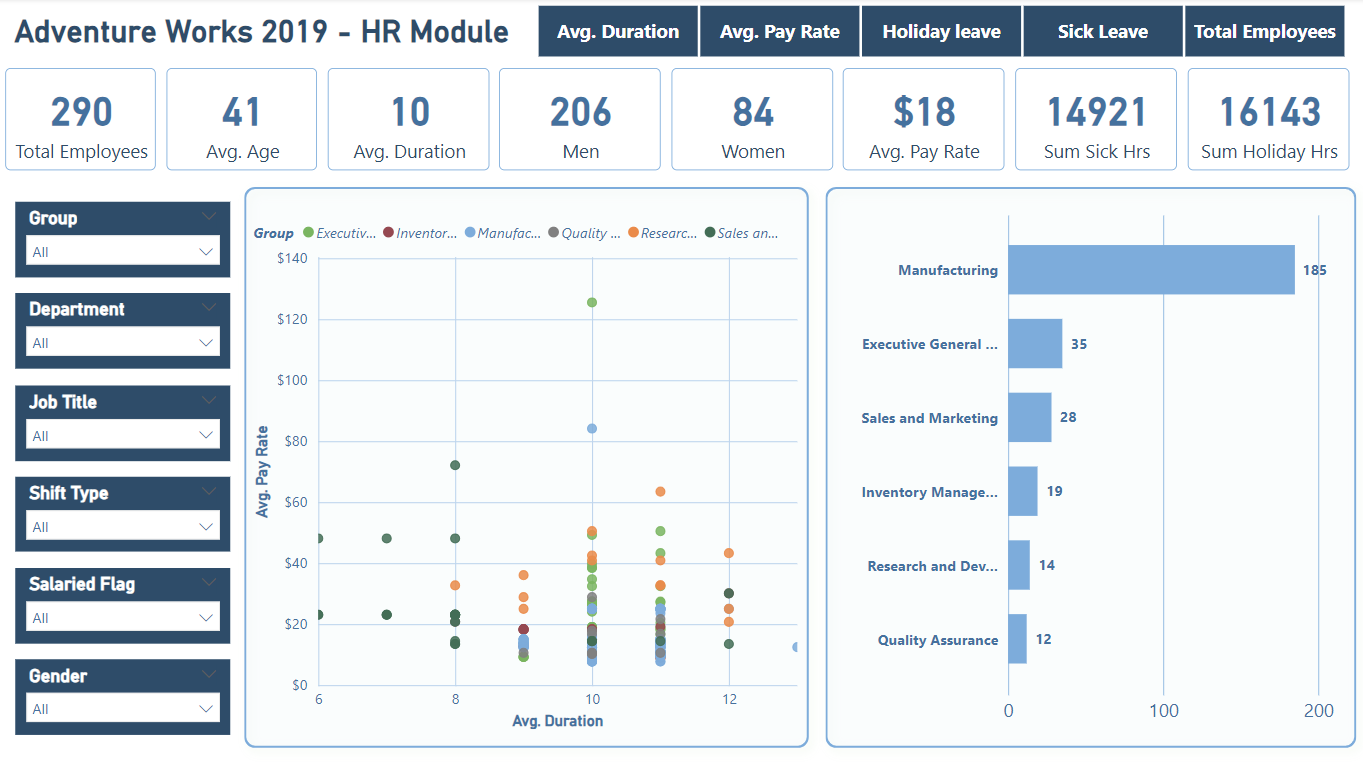 Adventure Works 2019 - HR Module
Avg. Duration
Avg. Pay Rate
Holiday leave
Sick Leave
Total Employees
290
Total Employees
41
Avg. Age
10
Avg. Duration
206
Men
84
Women
$18
Avg. Pay Rate
14921
Sum Sick Hrs
16143
Sum Holiday Hrs
Group
All
Department
All
Job Title
All
Shift Type
All
Salaried Flag
All
Gender
All
Group Executiv... Inventor... Manufac... Quality ... Researc... Sales an...
$140
$120
$100
$80
$60
$40
$20
$0
Avg. Pay Rate
6 8 10 12
Avg. Duration
Manufacturing 185
Executive General ... 35
Sales and Marketing 28
Inventory Manage... 19
Research and Dev... 14
Quality Assurance 12
0 100 200